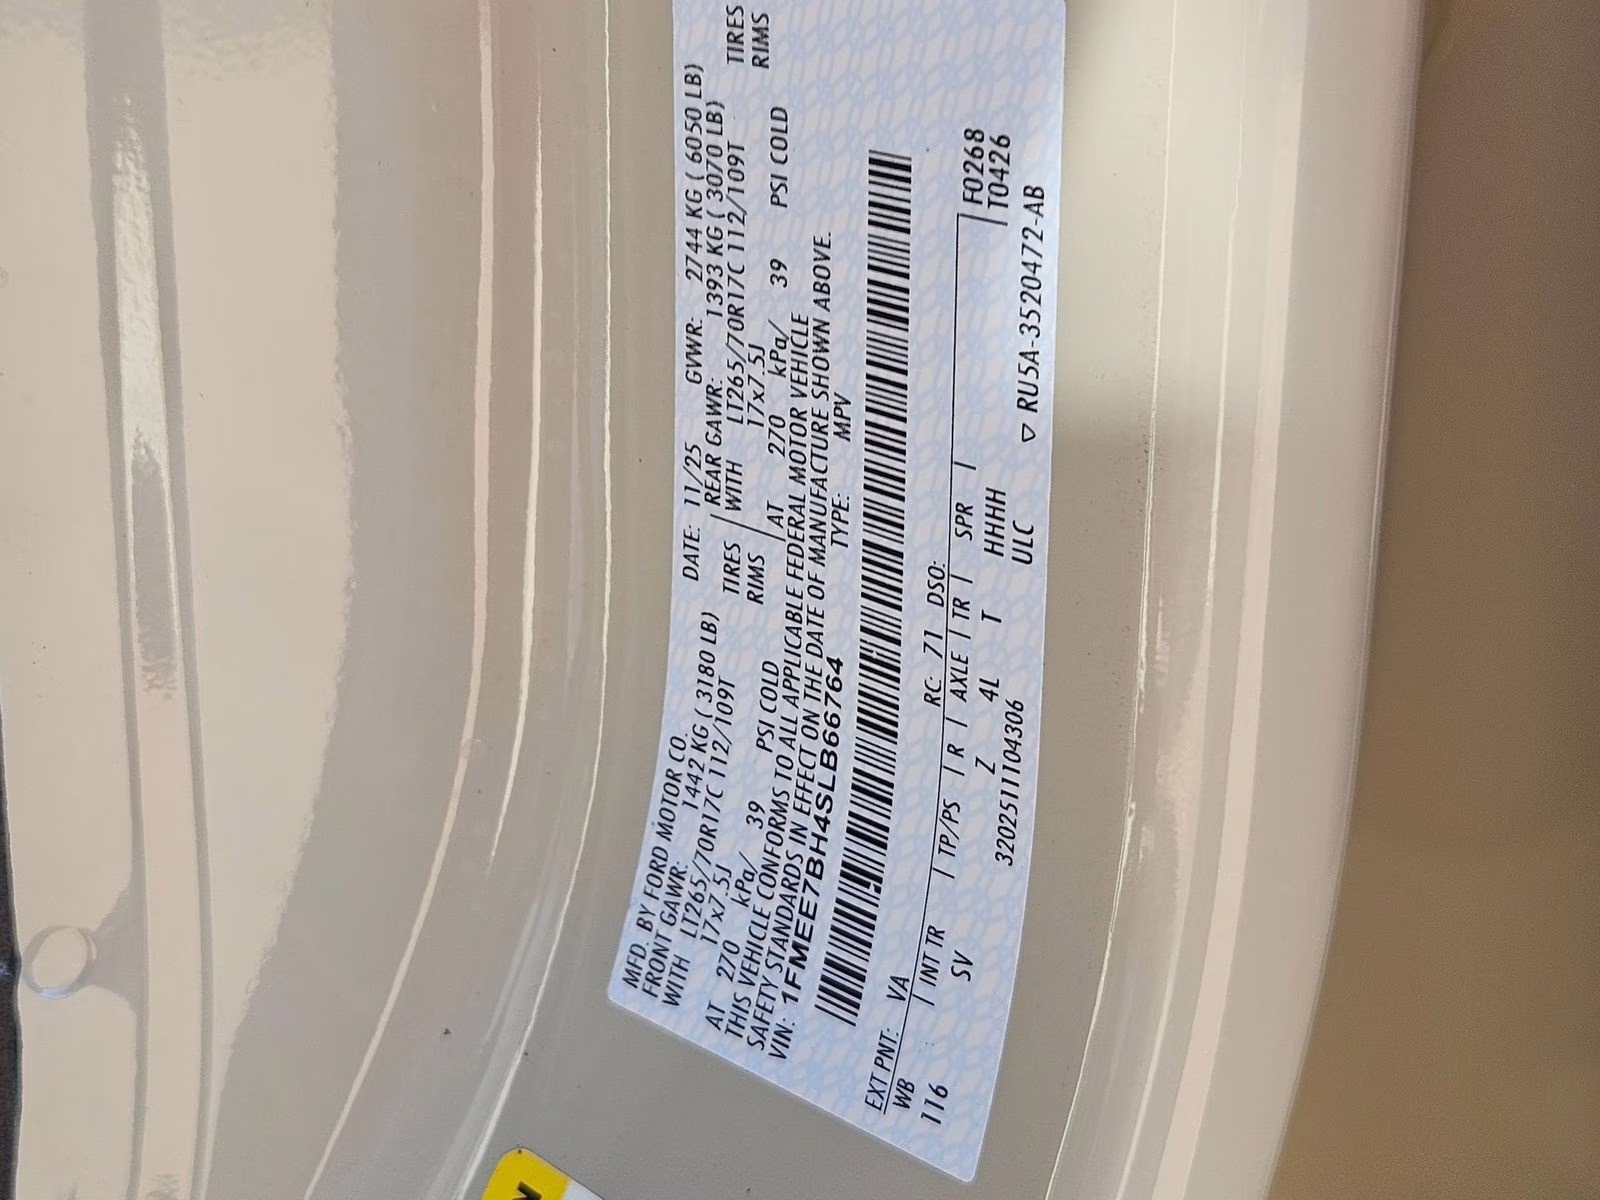 MFD. BY FORD MOTOR CO. DATE: 11/25 GVWR: 2744 KG ( 6050 LB)
FRONT GAWR: 1442 KG ( 3180 LB) REAR GAWR: 1393 KG ( 3070 LB)
WITH LT265/70R17C 112/109T TIRES WITH LT265/70R17C 112/109T TIRES
17x7.5J RIMS 17x7.5J RIMS
AT 270 kPa/ 39 PSI COLD AT 270 kPa/ 39 PSI COLD
THIS VEHICLE CONFORMS TO ALL APPLICABLE FEDERAL MOTOR VEHICLE
SAFETY STANDARDS IN EFFECT ON THE DATE OF MANUFACTURE SHOWN ABOVE.
VIN: 1FMEE7BH4SLB66764 TYPE: MPV
EXT PNT: VA RC: 71 DSO:
WB INT TR TP/PS R AXLE TR SPR F0268
116 SV Z 4L T HHHH T0426
3202511104306 ULC ▽ RU5A-3520472-AB
N